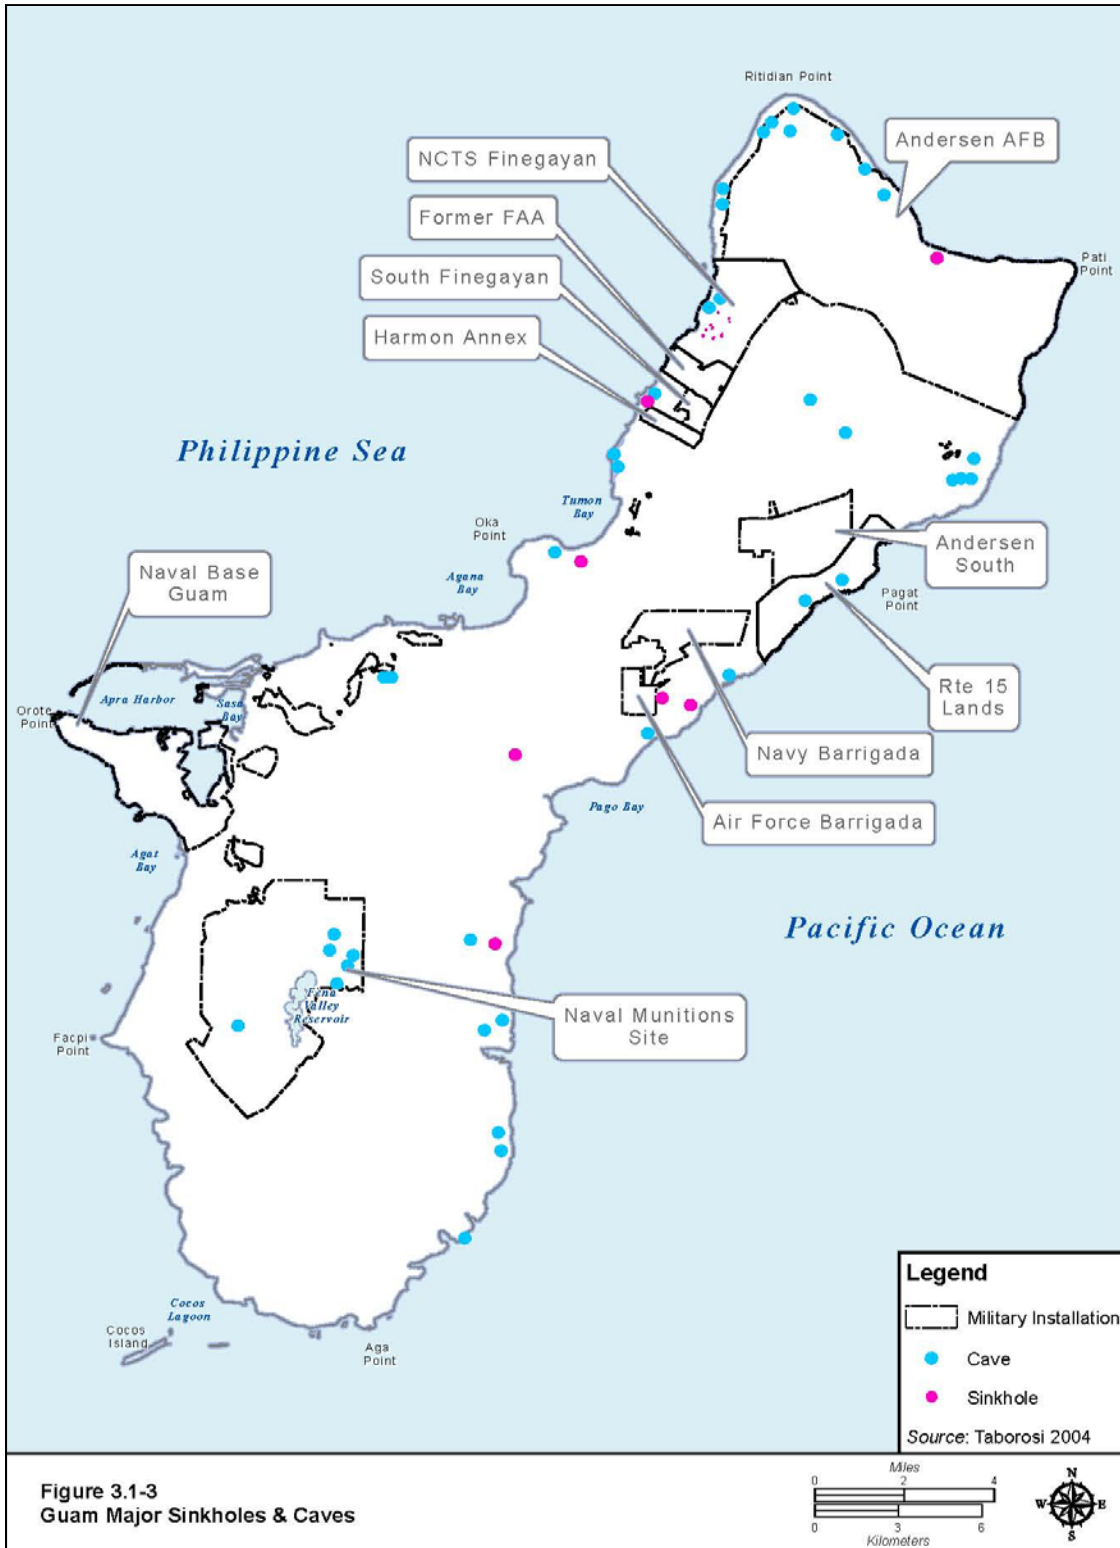 Ritidian Point
Andersen AFB
NCTS Finegayan
Former FAA
South Finegayan
Harmon Annex
Pati
Point
Philippine Sea
Tumon
Bay
Oka
Point
Agana
Bay
Andersen
South
Naval Base
Guam
Pagat
Point
Apra Harbor
Sasa
Bay
Orote
Point
Rte 15
Lands
Navy Barrigada
Pago Bay
Air Force Barrigada
Agat
Bay
Pacific Ocean
Fena
Valley
Reservoir
Naval Munitions
Site
Facpi
Point
Cocos
Lagoon
Cocos
Island
Aga
Point
Legend
Military Installation
Cave
Sinkhole
Source: Taborosi 2004
Figure 3.1-3
Guam Major Sinkholes & Caves
Miles
0 2 4
0 3 6
Kilometers
N
W E
S